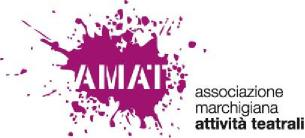 AMAT
associazione
marchigiana
attività teatrali